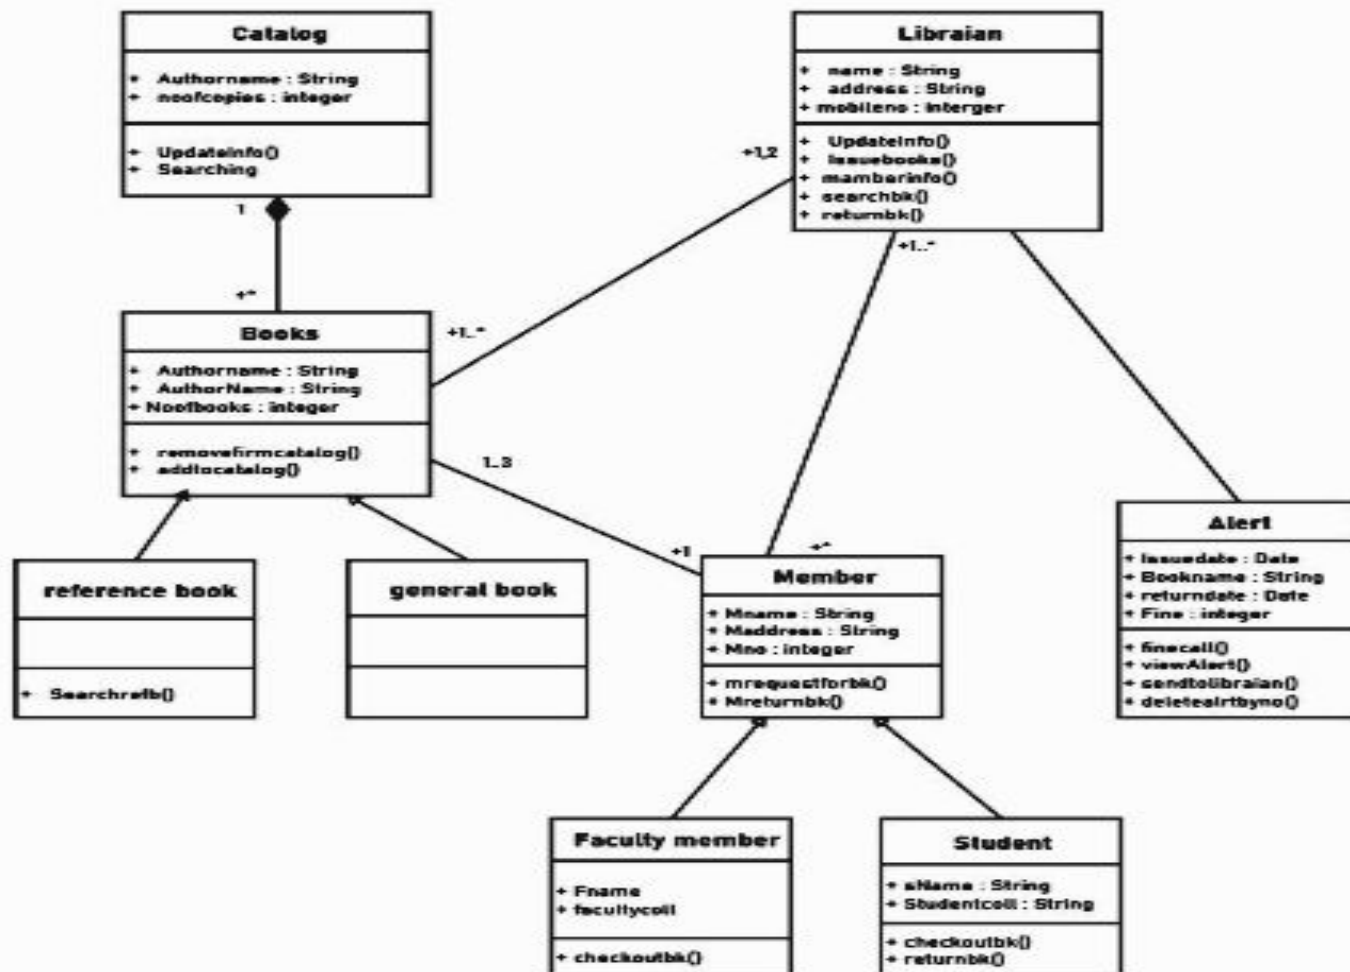 Catalog
+ Authorname : String
+ noofcopies : integer
+ UpdateInfo()
+ Searching
1
+*
Libraian
+ name : String
+ address : String
+ mobileno : Interger
+ UpdateInfo()
+ Issuebooks()
+ mamberinfo()
+ searchbk()
+ returnbk()
+1,2
+1..*
Books
+ Authorname : String
+ AuthorName : String
+ Noofbooks : integer
+ removefirmcatalog()
+ addtocatalog()
+1..*
1..3
+1
+*
reference book
+ Searchrefb()
general book
Member
+ Mname : String
+ Maddress : String
+ Mno : integer
+ mrequestforbk()
+ Mreturnbk()
Alert
+ Issuedate : Date
+ Bookname : String
+ returndate : Date
+ Fine : integer
+ finecall()
+ viewAlert()
+ sendtolibraian()
+ deletealrtbyno()
Faculty member
+ Fname
+ facultycoll
+ checkoutbk()
Student
+ sName : String
+ Studentcoll : String
+ checkoutbk()
+ returnbk()